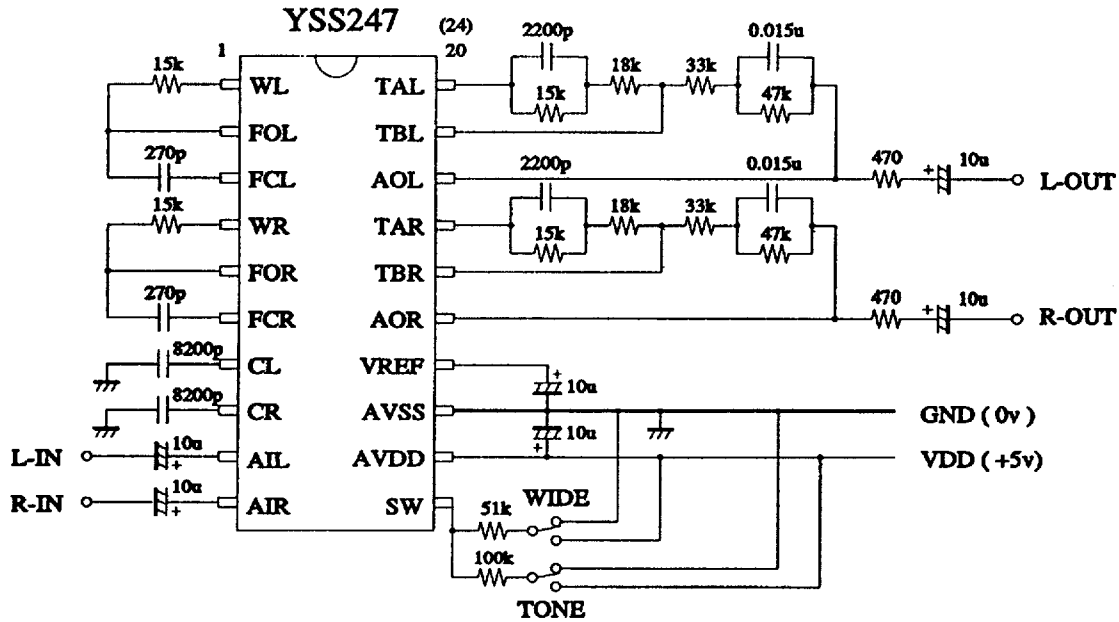 YSS247
(24)
1
20
15k
WL
FOL
270p
FCL
15k
WR
FOR
270p
FCR
8200p
CL
8200p
CR
L-IN
10u
+
AIL
R-IN
10u
+
AIR
TAL
TBL
AOL
TAR
TBR
AOR
VREF
AVSS
AVDD
SW
2200p
15k
18k
33k
0.015u
47k
470
+
10u
L-OUT
2200p
15k
18k
33k
0.015u
47k
470
+
10u
R-OUT
+
10u
10u
+
GND ( 0v )
VDD ( +5v)
51k
WIDE
100k
TONE